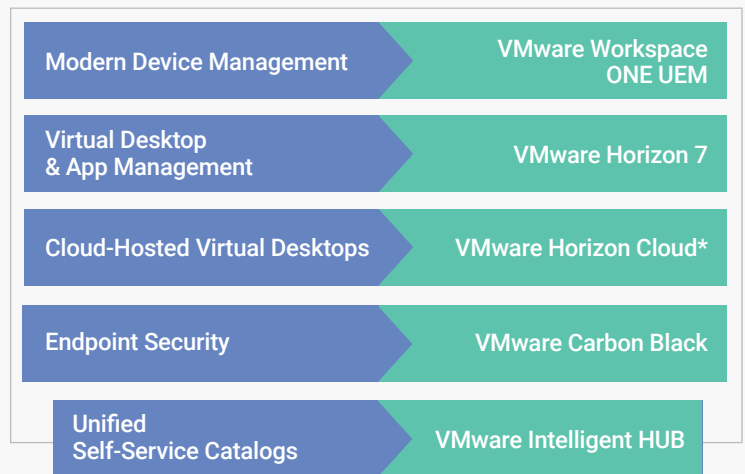 Modern Device Management
VMware Workspace
ONE UEM
Virtual Desktop
& App Management
VMware Horizon 7
Cloud-Hosted Virtual Desktops
VMware Horizon Cloud*
Endpoint Security
VMware Carbon Black
Unified
Self-Service Catalogs
VMware Intelligent HUB